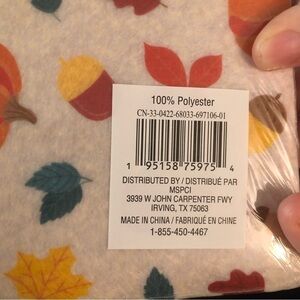 100% Polyester
CN-33-0422-68033-697106-01
1 95158 75975 4
DISTRIBUTED BY / DISTRIBUÉ PAR
MSPCI
3939 W JOHN CARPENTER FWY
IRVING, TX 75063
MADE IN CHINA / FABRIQUÉ EN CHINE
1-855-450-4467